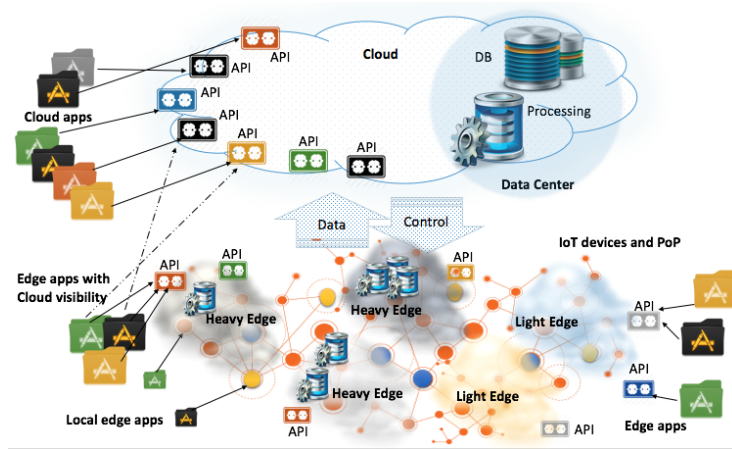 Cloud
API
DB
API
Processing
API
Cloud apps
API
API
API
API
Data Center
Data
Control
IoT devices and PoP
API
API
API
Edge apps with
Cloud visibility
API
Heavy Edge
Heavy Edge
Light Edge
API
Heavy Edge
Light Edge
Local edge apps
API
API
Edge apps